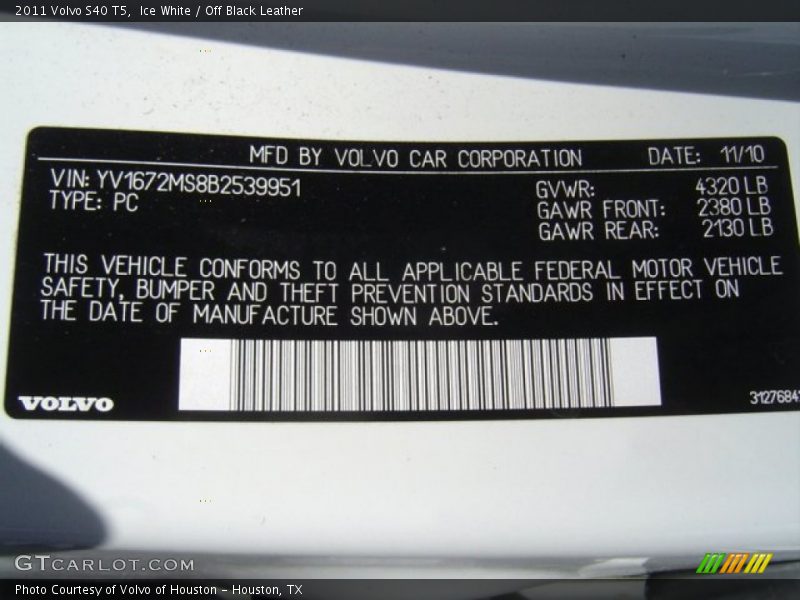 2011 Volvo S40 T5, Ice White / Off Black Leather
MFD BY VOLVO CAR CORPORATION DATE: 11/10
VIN: YV1672MS8B2539951
TYPE: PC
GVWR: 4320 LB
GAWR FRONT: 2380 LB
GAWR REAR: 2130 LB
THIS VEHICLE CONFORMS TO ALL APPLICABLE FEDERAL MOTOR VEHICLE
SAFETY, BUMPER AND THEFT PREVENTION STANDARDS IN EFFECT ON
THE DATE OF MANUFACTURE SHOWN ABOVE.
VOLVO
GTCARLOT.COM
Photo Courtesy of Volvo of Houston - Houston, TX